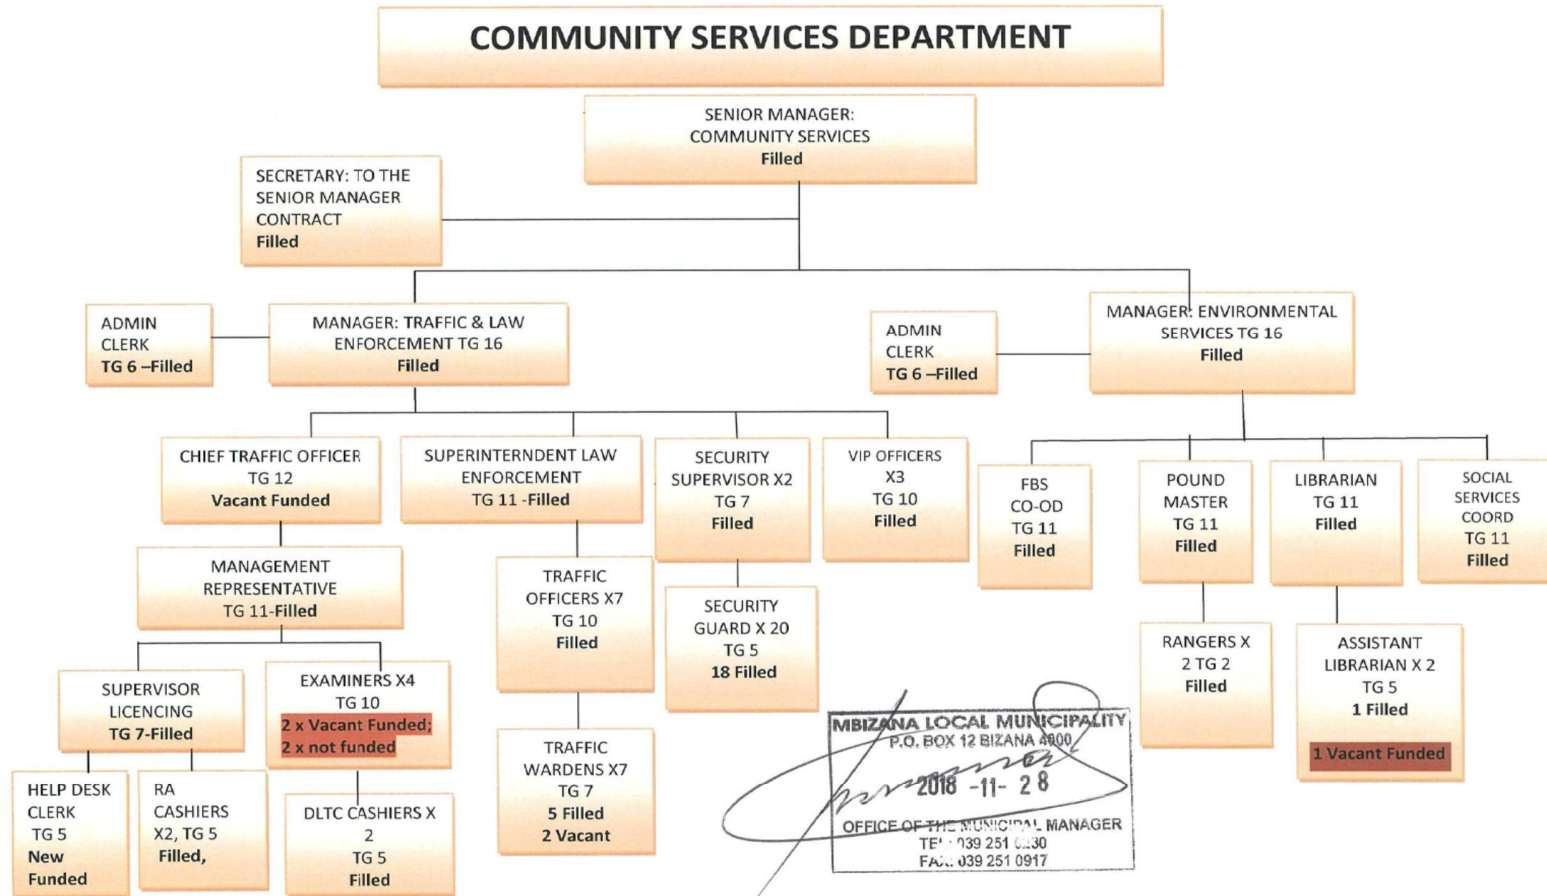 COMMUNITY SERVICES DEPARTMENT
SENIOR MANAGER:
COMMUNITY SERVICES
Filled
SECRETARY: TO THE
SENIOR MANAGER
CONTRACT
Filled
ADMIN
CLERK
TG 6 –Filled
MANAGER: TRAFFIC & LAW
ENFORCEMENT TG 16
Filled
ADMIN
CLERK
TG 6 –Filled
MANAGER: ENVIRONMENTAL
SERVICES TG 16
Filled
CHIEF TRAFFIC OFFICER
TG 12
Vacant Funded
SUPERINTERNDENT LAW
ENFORCEMENT
TG 11 -Filled
SECURITY
SUPERVISOR X2
TG 7
Filled
VIP OFFICERS
X3
TG 10
Filled
FBS
CO-OD
TG 11
Filled
POUND
MASTER
TG 11
Filled
LIBRARIAN
TG 11
Filled
SOCIAL
SERVICES
COORD
TG 11
Filled
MANAGEMENT
REPRESENTATIVE
TG 11-Filled
TRAFFIC
OFFICERS X7
TG 10
Filled
SECURITY
GUARD X 20
TG 5
18 Filled
RANGERS X
2 TG 2
Filled
ASSISTANT
LIBRARIAN X 2
TG 5
1 Filled
1 Vacant Funded
SUPERVISOR
LICENCING
TG 7-Filled
EXAMINERS X4
TG 10
2 x Vacant Funded;
2 x not funded
TRAFFIC
WARDENS X7
TG 7
5 Filled
2 Vacant
HELP DESK
CLERK
TG 5
New
Funded
RA
CASHIERS
X2, TG 5
Filled,
DLTC CASHIERS X
2
TG 5
Filled
MBIZANA LOCAL MUNICIPALITY
P.O. BOX 12 BIZANA 4800
2018 -11- 28
OFFICE OF THE MUNICIPAL MANAGER
TEL: 039 251 0230
FAX: 039 251 0917